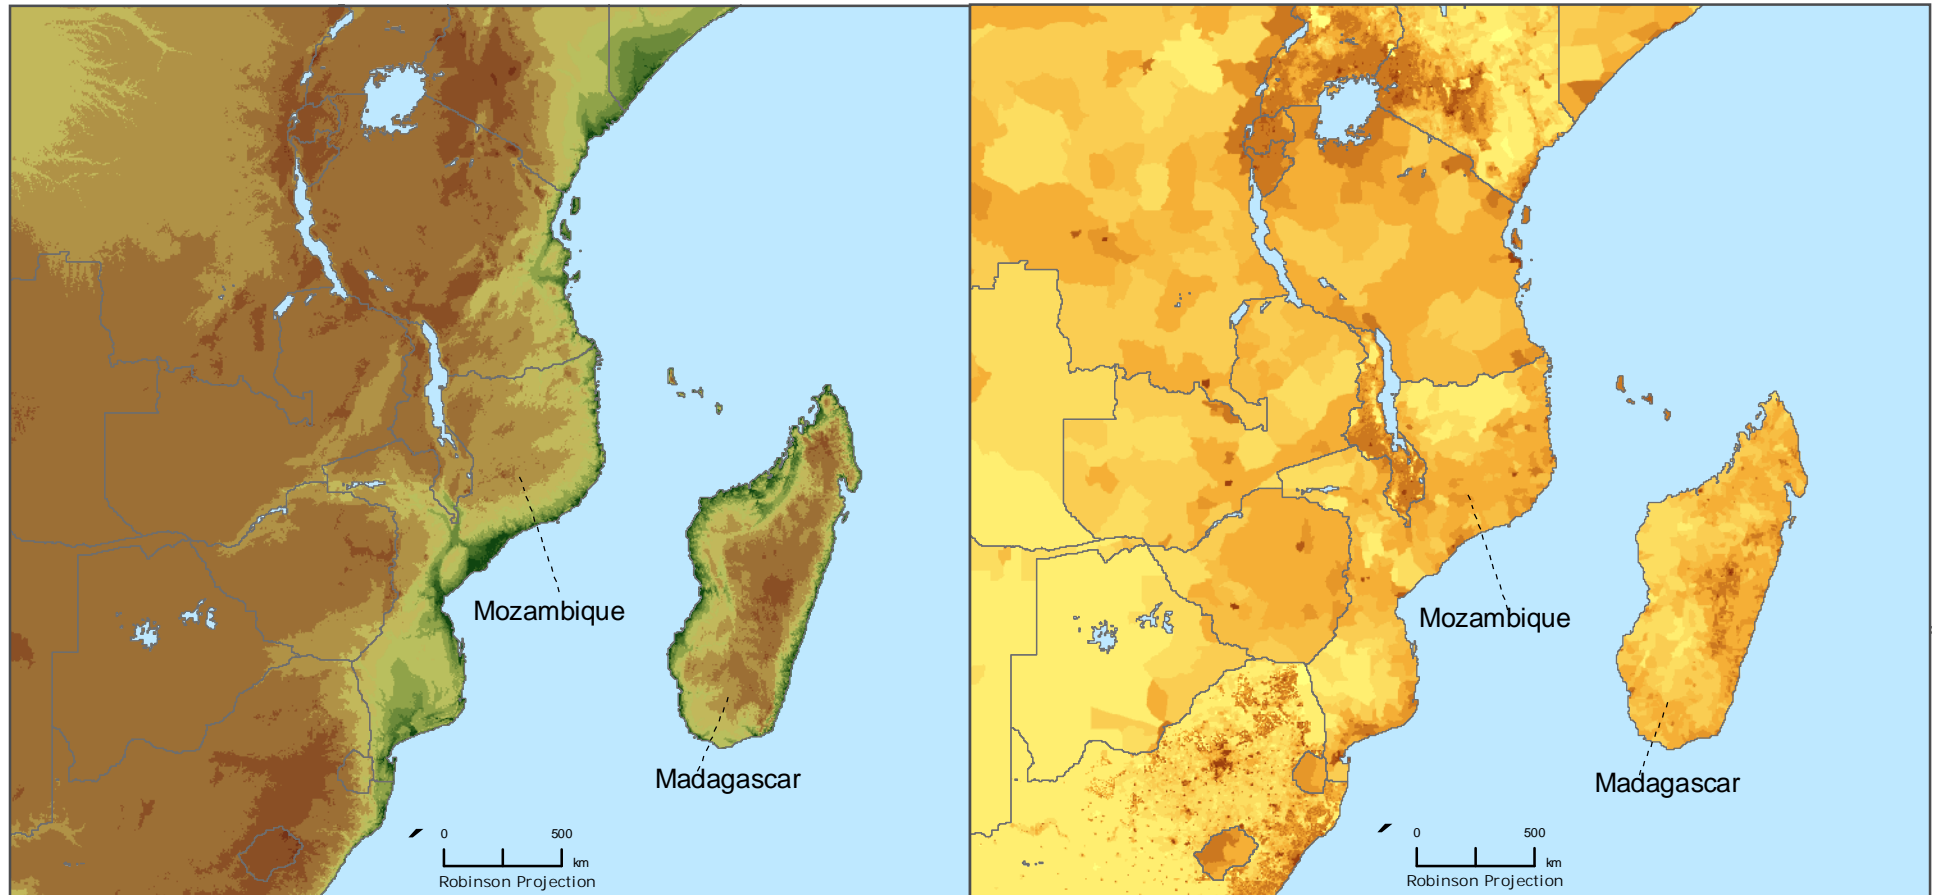 Mozambique
Madagascar
0 500
km
Robinson Projection
Mozambique
Madagascar
0 500
km
Robinson Projection